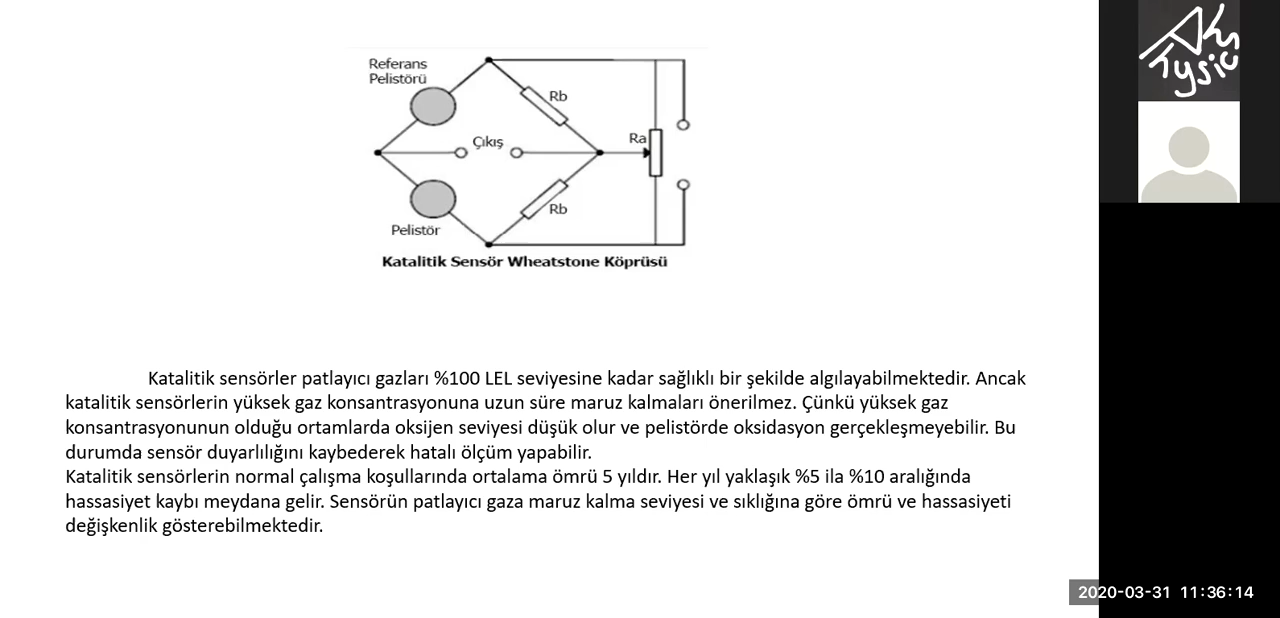 Referans
Pelistörü
Rb
Çıkış
Ra
Rb
Pelistör
Katalitik Sensör Wheatstone Köprüsü
Katalitik sensörler patlayıcı gazları %100 LEL seviyesine kadar sağlıklı bir şekilde algılayabilmektedir. Ancak
katalitik sensörlerin yüksek gaz konsantrasyonuna uzun süre maruz kalmaları önerilmez. Çünkü yüksek gaz
konsantrasyonunun olduğu ortamlarda oksijen seviyesi düşük olur ve pelistörde oksidasyon gerçekleşmeyebilir. Bu
durumda sensör duyarlılığını kaybederek hatalı ölçüm yapabilir.
Katalitik sensörlerin normal çalışma koşullarında ortalama ömrü 5 yıldır. Her yıl yaklaşık %5 ila %10 aralığında
hassasiyet kaybı meydana gelir. Sensörün patlayıcı gaza maruz kalma seviyesi ve sıklığına göre ömrü ve hassasiyeti
değişkenlik gösterebilmektedir.
2020-03-31 11:36:14